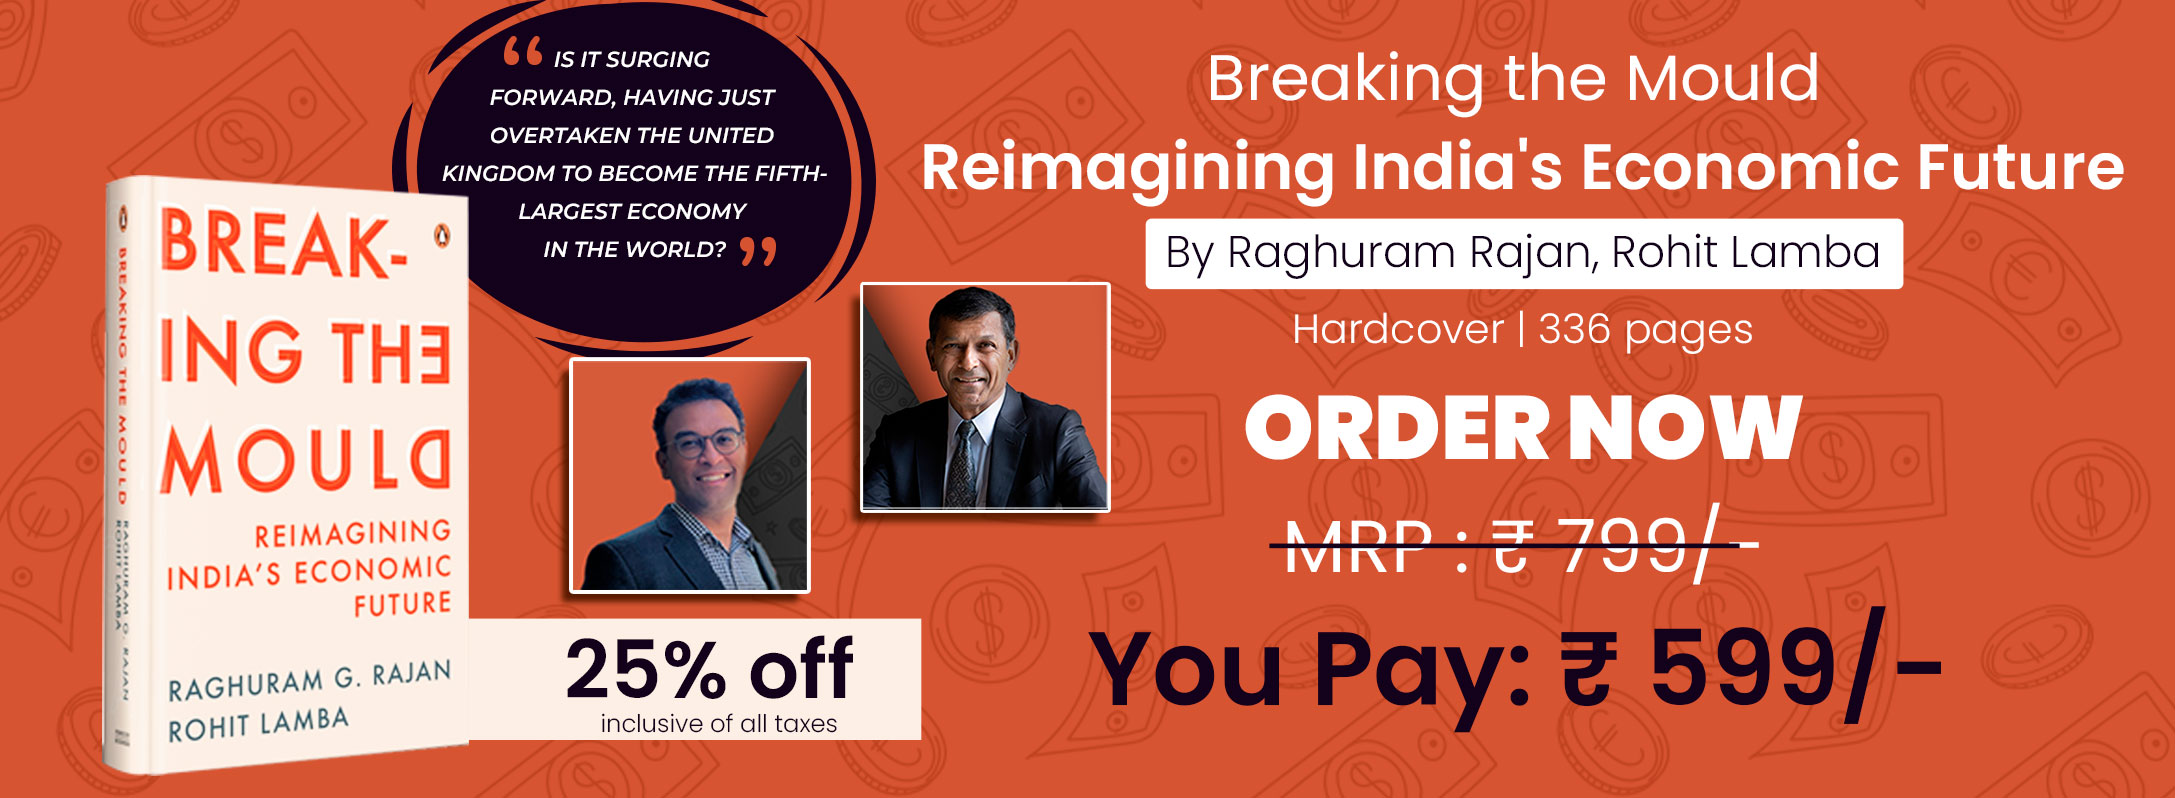 “ IS IT SURGING
FORWARD, HAVING JUST
OVERTAKEN THE UNITED
KINGDOM TO BECOME THE FIFTH-
LARGEST ECONOMY
IN THE WORLD? ”
BREAK-
ING THE
MOULD
REIMAGINING
INDIA'S ECONOMIC
FUTURE
RAGHURAM G. RAJAN
ROHIT LAMBA
BREAKING THE MOULD
RAGHURAM G. RAJAN
ROHIT LAMBA
25% off
inclusive of all taxes
Breaking the Mould
Reimagining India's Economic Future
By Raghuram Rajan, Rohit Lamba
Hardcover | 336 pages
ORDER NOW
MRP : ₹ 799/-
You Pay: ₹ 599/-